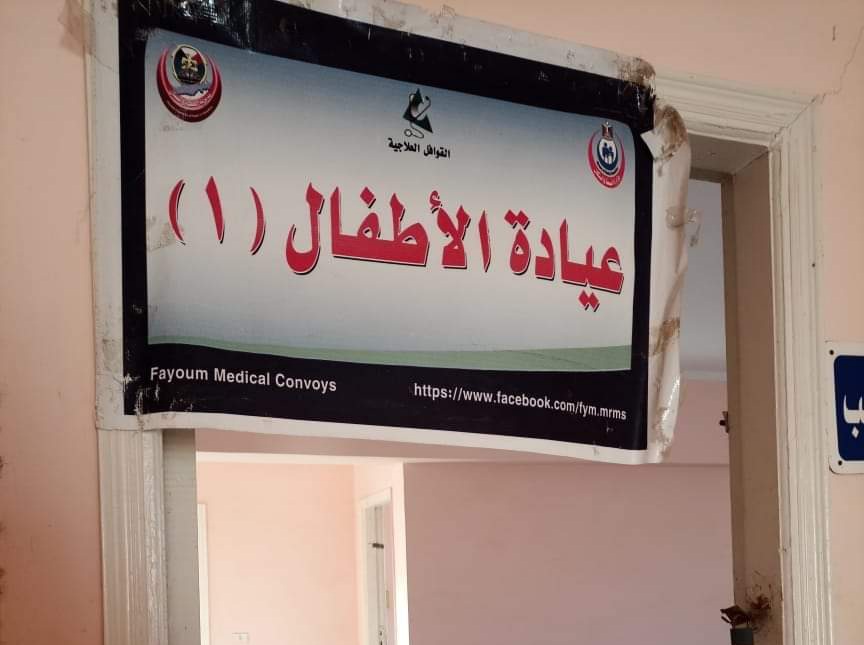 القوافل العلاجية
عيادة الأطفال (١)
Fayoum Medical Convoys
https://www.facebook.com/fym.mrms